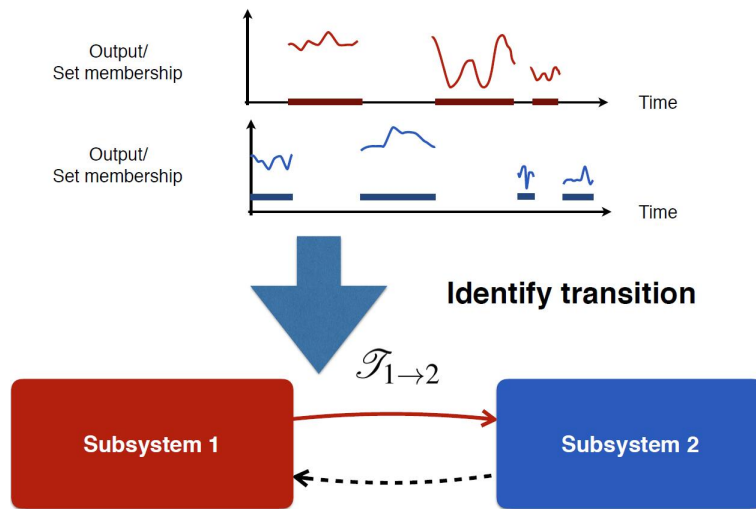 Output/
Set membership
Time
Output/
Set membership
Time
Identify transition
𝒯1→2
Subsystem 1
Subsystem 2